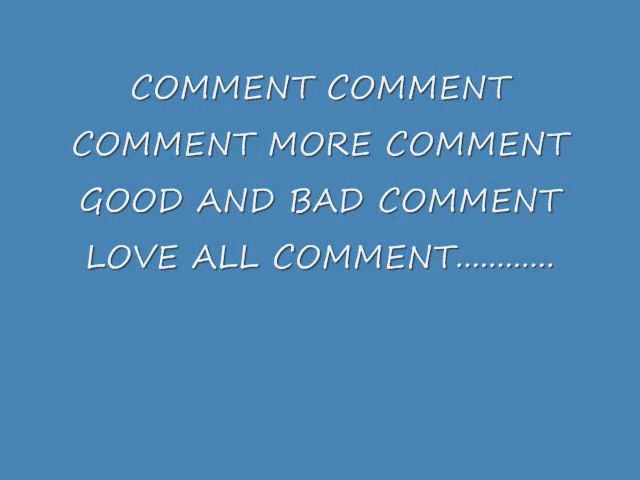 COMMENT COMMENT
COMMENT MORE COMMENT
GOOD AND BAD COMMENT
LOVE ALL COMMENT............